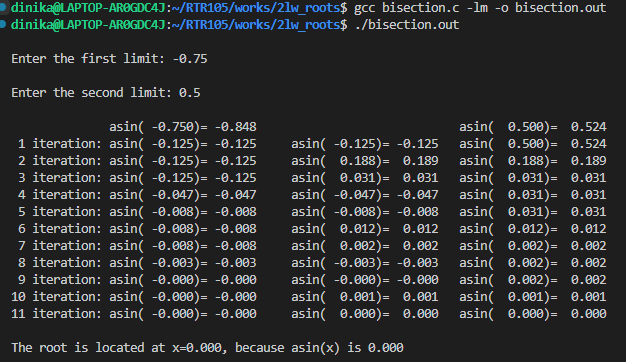 dinika@LAPTOP-AR0GDC4J:~/RTR105/works/2lw_roots$ gcc bisection.c -lm -o bisection.out
dinika@LAPTOP-AR0GDC4J:~/RTR105/works/2lw_roots$ ./bisection.out
Enter the first limit: -0.75
Enter the second limit: 0.5
asin( -0.750)= -0.848 asin( 0.500)= 0.524
1 iteration: asin( -0.125)= -0.125 asin( -0.125)= -0.125 asin( 0.500)= 0.524
2 iteration: asin( -0.125)= -0.125 asin( 0.188)= 0.189 asin( 0.188)= 0.189
3 iteration: asin( -0.125)= -0.125 asin( 0.031)= 0.031 asin( 0.031)= 0.031
4 iteration: asin( -0.047)= -0.047 asin( -0.047)= -0.047 asin( 0.031)= 0.031
5 iteration: asin( -0.008)= -0.008 asin( -0.008)= -0.008 asin( 0.031)= 0.031
6 iteration: asin( -0.008)= -0.008 asin( 0.012)= 0.012 asin( 0.012)= 0.012
7 iteration: asin( -0.008)= -0.008 asin( 0.002)= 0.002 asin( 0.002)= 0.002
8 iteration: asin( -0.003)= -0.003 asin( -0.003)= -0.003 asin( 0.002)= 0.002
9 iteration: asin( -0.000)= -0.000 asin( -0.000)= -0.000 asin( 0.002)= 0.002
10 iteration: asin( -0.000)= -0.000 asin( 0.001)= 0.001 asin( 0.001)= 0.001
11 iteration: asin( -0.000)= -0.000 asin( 0.000)= 0.000 asin( 0.000)= 0.000
The root is located at x=0.000, because asin(x) is 0.000